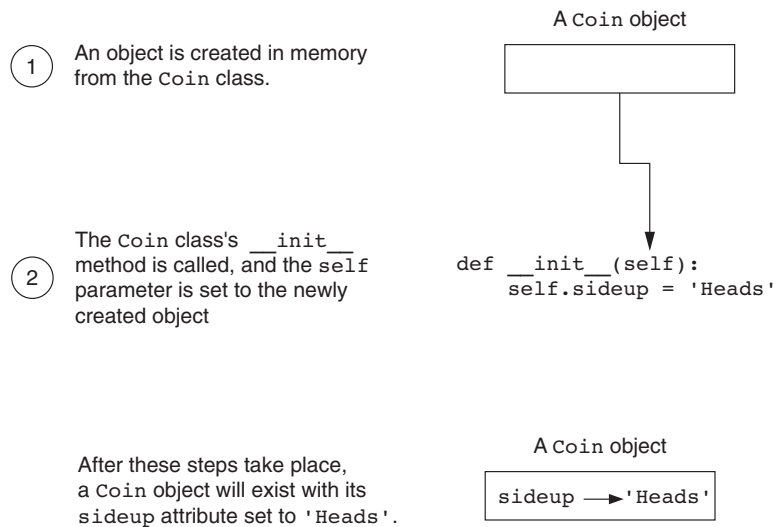 A Coin object
1
An object is created in memory
from the Coin class.
The Coin class's __init__
method is called, and the self
parameter is set to the newly
created object
2
def __init__(self):
self.sideup = 'Heads'
After these steps take place,
a Coin object will exist with its
sideup attribute set to 'Heads'.
A Coin object
sideup 'Heads'